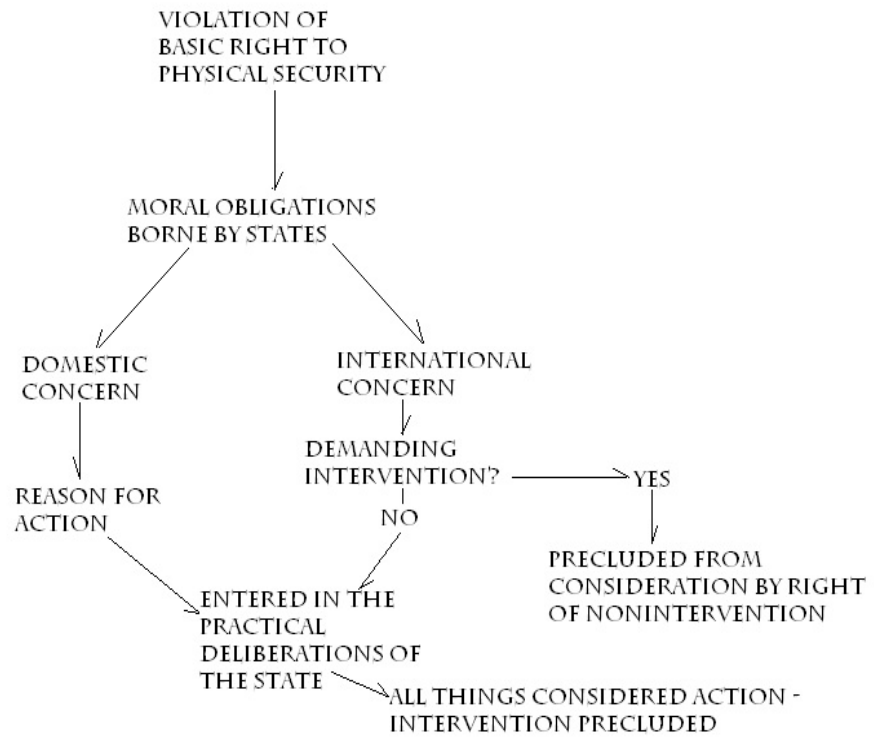 VIOLATION OF
BASIC RIGHT TO
PHYSICAL SECURITY
MORAL OBLIGATIONS
BORNE BY STATES
DOMESTIC
CONCERN
INTERNATIONAL
CONCERN
DEMANDING
INTERVENTION?
YES
REASON FOR
ACTION
NO
PRECLUDED FROM
CONSIDERATION BY RIGHT
OF NONINTERVENTION
ENTERED IN THE
PRACTICAL
DELIBERATIONS OF
THE STATE
ALL THINGS CONSIDERED ACTION -
INTERVENTION PRECLUDED